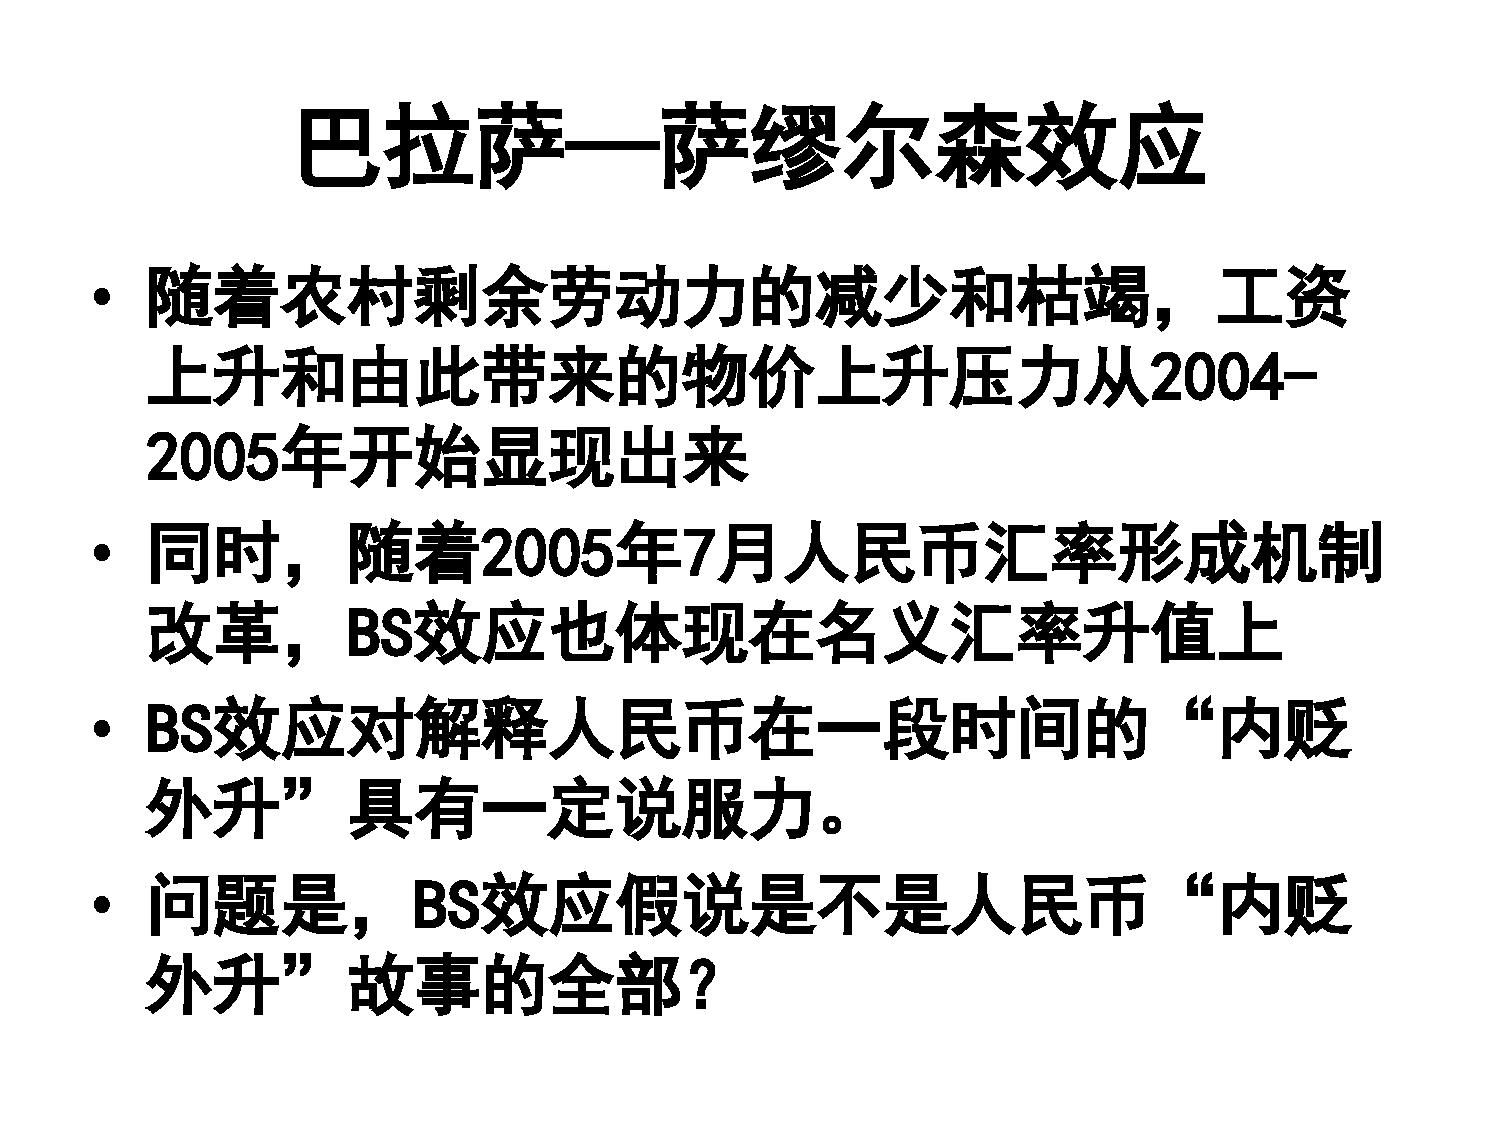 巴拉萨—萨缪尔森效应
• 随着农村剩余劳动力的减少和枯竭，工资
上升和由此带来的物价上升压力从2004-
2005年开始显现出来
• 同时，随着2005年7月人民币汇率形成机制
改革，BS效应也体现在名义汇率升值上
• BS效应对解释人民币在一段时间的“内贬
外升”具有一定说服力。
• 问题是，BS效应假说是不是人民币“内贬
外升”故事的全部？